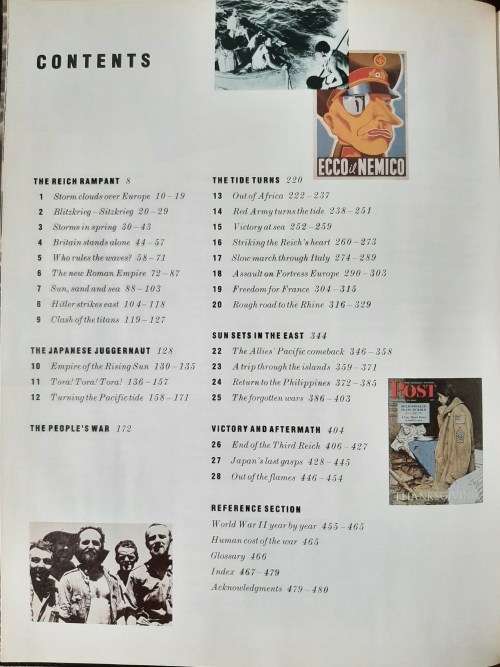 CONTENTS
ECCO il NEMICO
THE REICH RAMPANT 8
1 Storm clouds over Europe 10–19
2 Blitzkrieg–Sitzkrieg 20–29
3 Storms in spring 30–43
4 Britain stands alone 44–57
5 Who rules the waves? 58–71
6 The new Roman Empire 72–87
7 Sun, sand and sea 88–103
8 Hitler strikes east 104–118
9 Clash of the titans 119–127
THE JAPANESE JUGGERNAUT 128
10 Empire of the Rising Sun 130–135
11 Tora! Tora! Tora! 136–157
12 Turning the Pacific tide 158–171
THE PEOPLE'S WAR 172
THE TIDE TURNS 220
13 Out of Africa 222–237
14 Red Army turns the tide 238–251
15 Victory at sea 252–259
16 Striking the Reich's heart 260–273
17 Slow march through Italy 274–289
18 Assault on Fortress Europe 290–303
19 Freedom for France 304–315
20 Rough road to the Rhine 316–329
SUN SETS IN THE EAST 344
22 The Allies' Pacific comeback 346–358
23 A trip through the islands 359–371
24 Return to the Philippines 372–385
25 The forgotten wars 386–403
VICTORY AND AFTERMATH 404
26 End of the Third Reich 406–427
27 Japan's last gasps 428–445
28 Out of the flames 446–454
REFERENCE SECTION
World War II year by year 455–465
Human cost of the war 465
Glossary 466
Index 467–479
Acknowledgments 479–480
POST